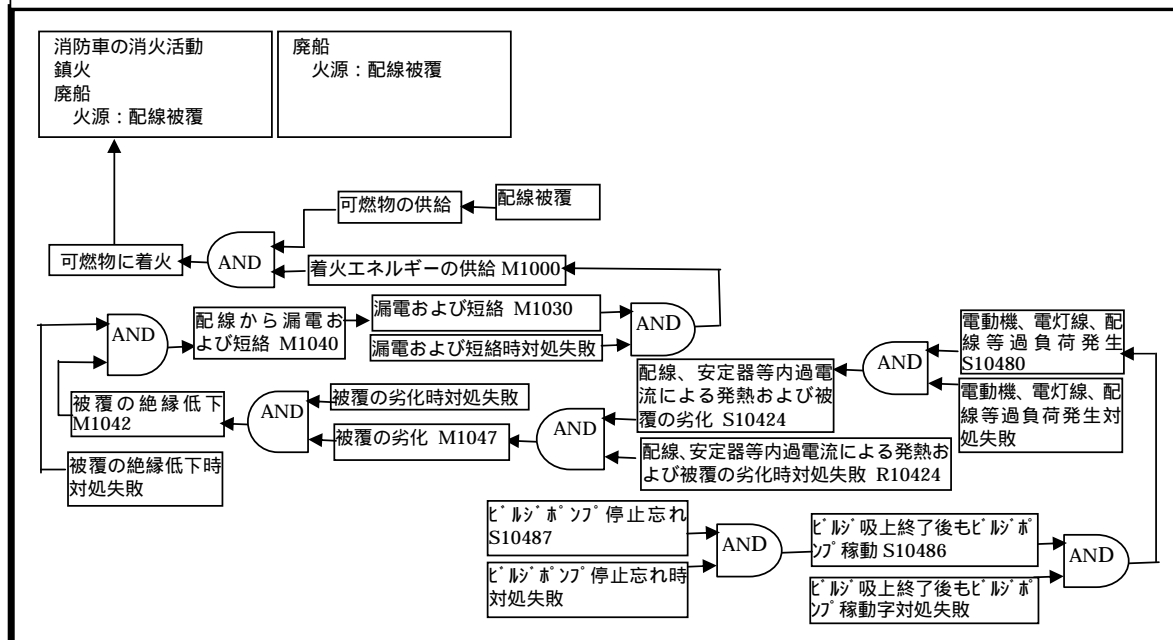 消防車の消火活動
鎮火
廃船
火源：配線被覆
廃船
火源：配線被覆
可燃物の供給
配線被覆
可燃物に着火
AND
着火エネルギーの供給 M1000
AND
配線から漏電お
よび短絡 M1040
漏電および短絡 M1030
漏電および短絡時対処失敗
AND
電動機、電灯線、配
線等過負荷発生
S10480
AND
電動機、電灯線、配
線等過負荷発生対
処失敗
配線、安定器等内過電
流による発熱および被
覆の劣化 S10424
被覆の絶縁低下
M1042
AND
被覆の劣化時対処失敗
被覆の劣化 M1047
AND
配線、安定器等内過電流による発熱お
よび被覆の劣化時対処失敗 R10424
被覆の絶縁低下時
対処失敗
ﾋﾞﾙｼﾞﾎﾟﾝﾌﾟ停止忘れ
S10487
AND
ﾋﾞﾙｼﾞﾎﾟﾝﾌﾟ停止忘れ時
対処失敗
ﾋﾞﾙｼﾞ吸上終了後もﾋﾞﾙｼﾞﾎﾟ
ﾝﾌﾟ稼動 S10486
AND
ﾋﾞﾙｼﾞ吸上終了後もﾋﾞﾙｼﾞﾎﾟ
ﾝﾌﾟ稼動字対処失敗